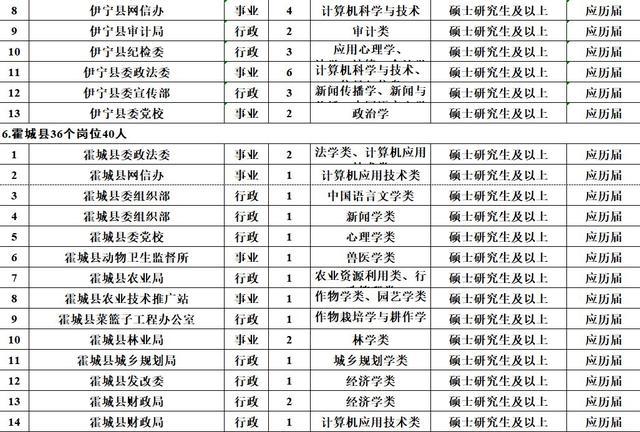 8 伊宁县网信办 事业 4 计算机科学与技术 硕士研究生及以上 应历届
9 伊宁县审计局 行政 2 审计类 硕士研究生及以上 应历届
10 伊宁县纪检委 行政 3 应用心理学、 硕士研究生及以上 应历届
11 伊宁县委政法委 事业 6 计算机科学与技术、 硕士研究生及以上 应历届
12 伊宁县委宣传部 行政 3 新闻传播学、新闻与 硕士研究生及以上 应历届
13 伊宁县委党校 事业 2 政治学 硕士研究生及以上 应历届
6.霍城县36个岗位40人
1 霍城县委政法委 事业 2 法学类、计算机应用 硕士研究生及以上 应历届
2 霍城县网信办 事业 1 计算机应用技术类 硕士研究生及以上 应历届
3 霍城县委组织部 行政 1 中国语言文学类 硕士研究生及以上 应历届
4 霍城县委组织部 行政 1 新闻学类 硕士研究生及以上 应历届
5 霍城县委党校 行政 1 心理学类 硕士研究生及以上 应历届
6 霍城县动物卫生监督所 事业 1 兽医学类 硕士研究生及以上 应历届
7 霍城县农业局 行政 1 农业资源利用类、行 硕士研究生及以上 应历届
8 霍城县农业技术推广站 事业 1 作物学类、园艺学类 硕士研究生及以上 应历届
9 霍城县菜篮子工程办公室 行政 1 作物栽培学与耕作学 硕士研究生及以上 应历届
10 霍城县林业局 事业 2 林学类 硕士研究生及以上 应历届
11 霍城县城乡规划局 行政 1 城乡规划学类 硕士研究生及以上 应历届
12 霍城县发改委 行政 1 经济学类 硕士研究生及以上 应历届
13 霍城县财政局 行政 2 经济学类 硕士研究生及以上 应历届
14 霍城县财政局 行政 1 计算机应用技术类 硕士研究生及以上 应历届